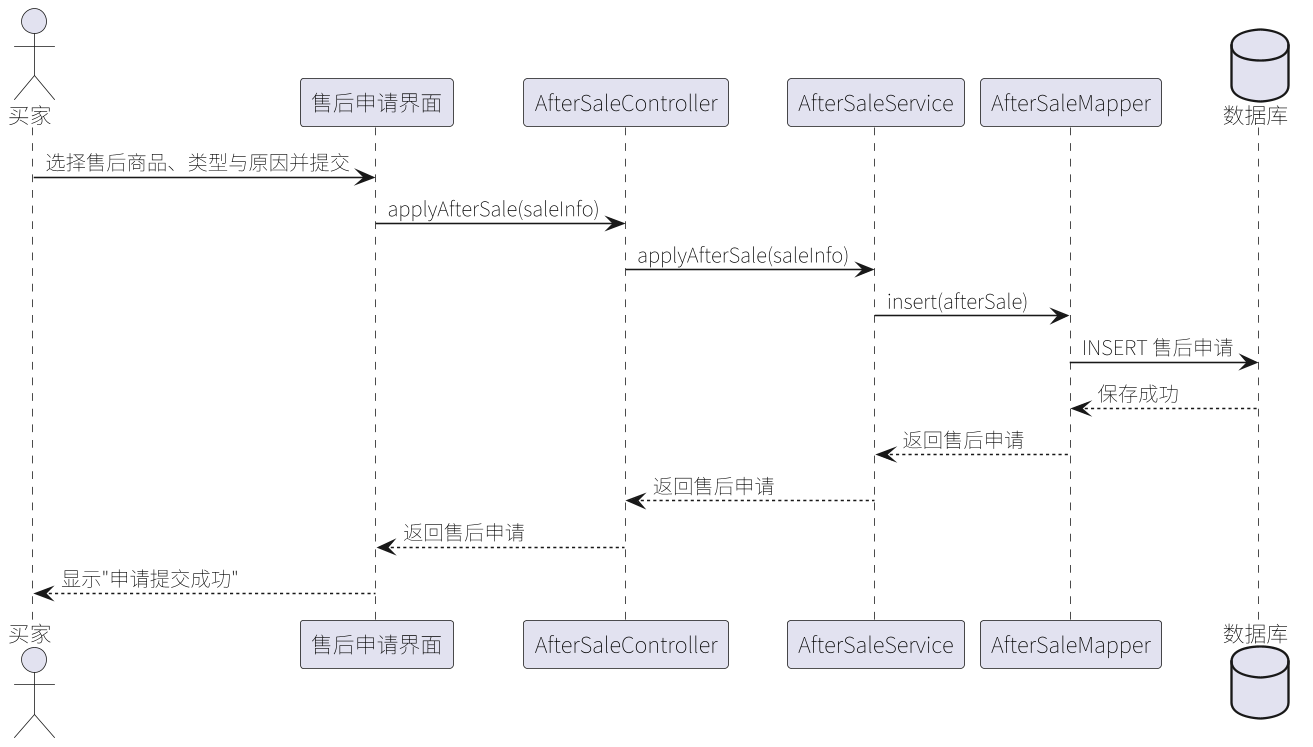 买家
售后申请界面
AfterSaleController
AfterSaleService
AfterSaleMapper
数据库
选择售后商品、类型与原因并提交
applyAfterSale(saleInfo)
applyAfterSale(saleInfo)
insert(afterSale)
INSERT 售后申请
保存成功
返回售后申请
返回售后申请
返回售后申请
显示"申请提交成功"
买家
售后申请界面
AfterSaleController
AfterSaleService
AfterSaleMapper
数据库